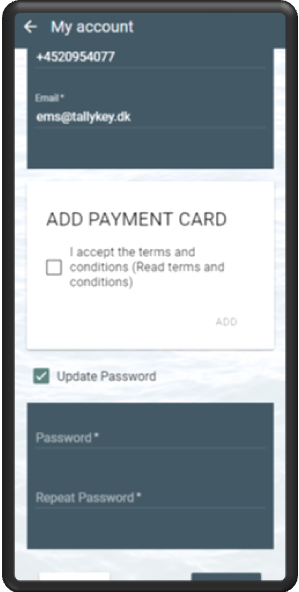 My account
+4520954077
Email *
ems@tallykey.dk
ADD PAYMENT CARD
I accept the terms and
conditions (Read terms and
conditions)
ADD
Update Password
Password *
Repeat Password *